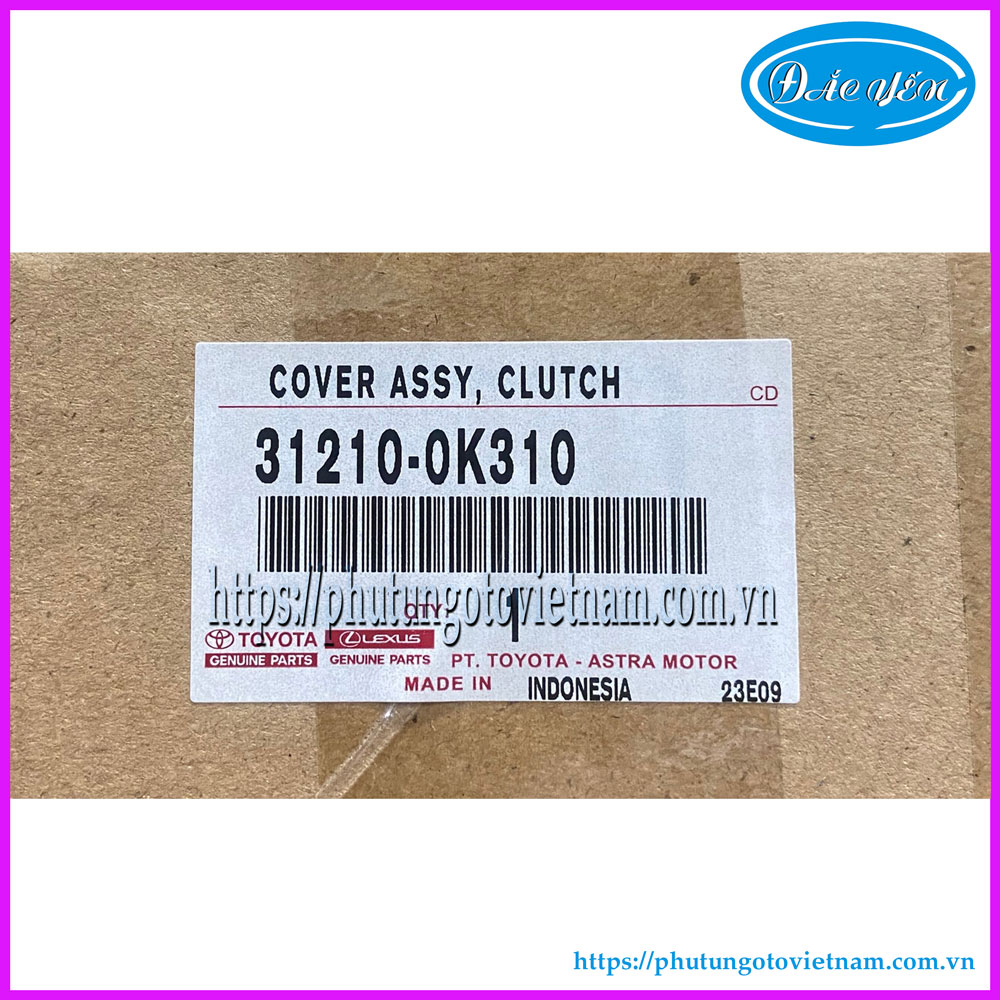 ĐẮC YẾN
COVER ASSY, CLUTCH
CD
31210-0K310
https://phutungotovietnam.com.vn
QTY: 1
TOYOTA LEXUS
GENUINE PARTS GENUINE PARTS PT. TOYOTA - ASTRA MOTOR
MADE IN INDONESIA 23E09
https://phutungotovietnam.com.vn